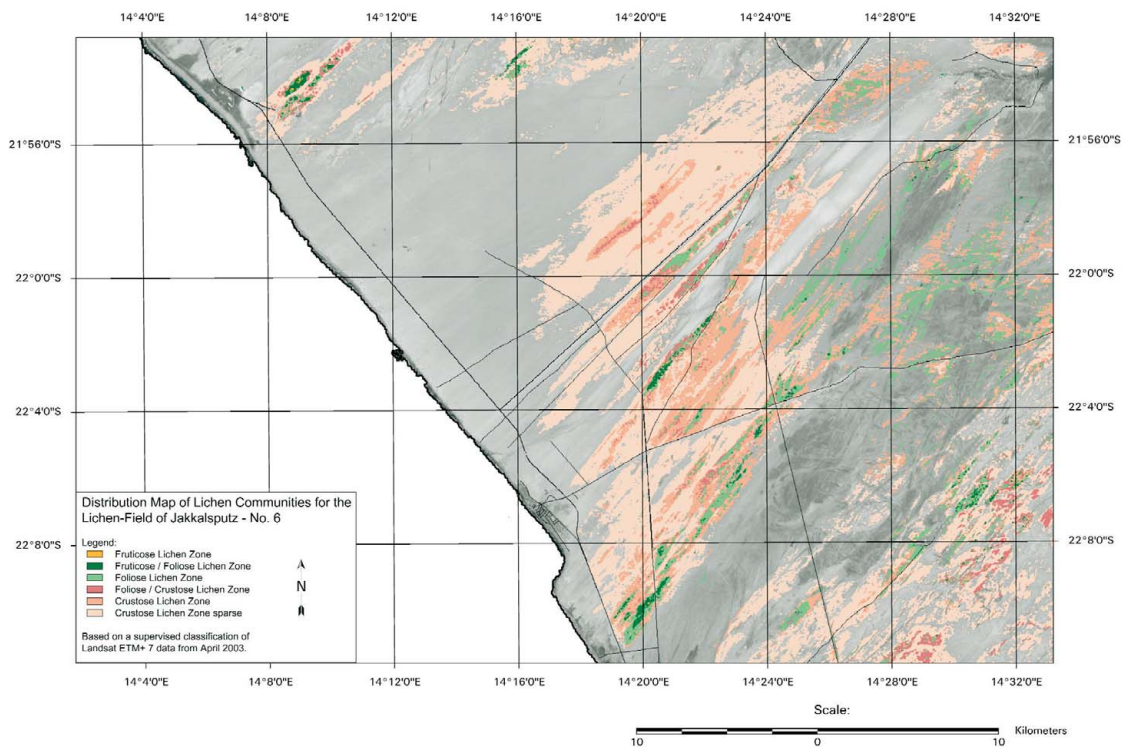 14°4'0"E 14°8'0"E 14°12'0"E 14°16'0"E 14°20'0"E 14°24'0"E 14°28'0"E 14°32'0"E
21°56'0"S 21°56'0"S
22°0'0"S 22°0'0"S
22°4'0"S 22°4'0"S
22°8'0"S 22°8'0"S
Distribution Map of Lichen Communities for the
Lichen-Field of Jakkalsputz - No. 6
Legend:
Fruticose Lichen Zone
Fruticose / Foliose Lichen Zone
Foliose Lichen Zone
Foliose / Crustose Lichen Zone
Crustose Lichen Zone
Crustose Lichen Zone sparse
N
Based on a supervised classification of
Landsat ETM+ 7 data from April 2003.
14°4'0"E 14°8'0"E 14°12'0"E 14°16'0"E 14°20'0"E 14°24'0"E 14°28'0"E 14°32'0"E
Scale:
10 0 10 Kilometers